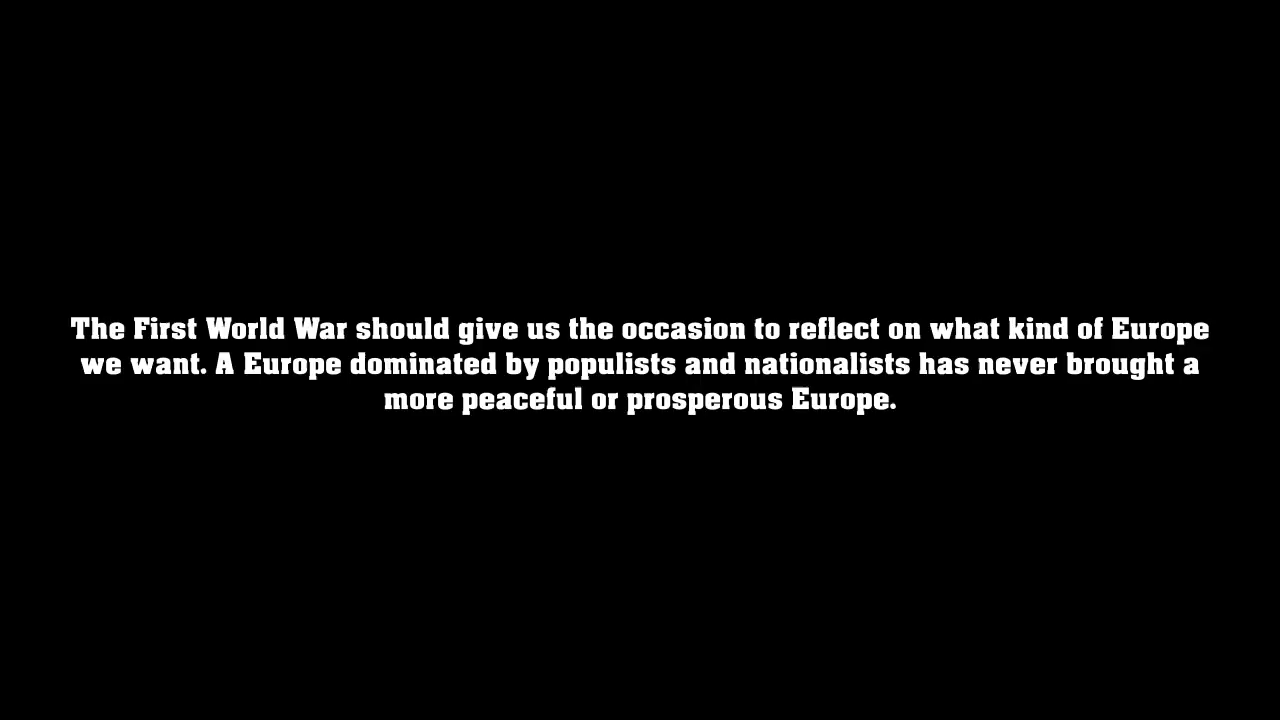 The First World War should give us the occasion to reflect on what kind of Europe
we want. A Europe dominated by populists and nationalists has never brought a
more peaceful or prosperous Europe.